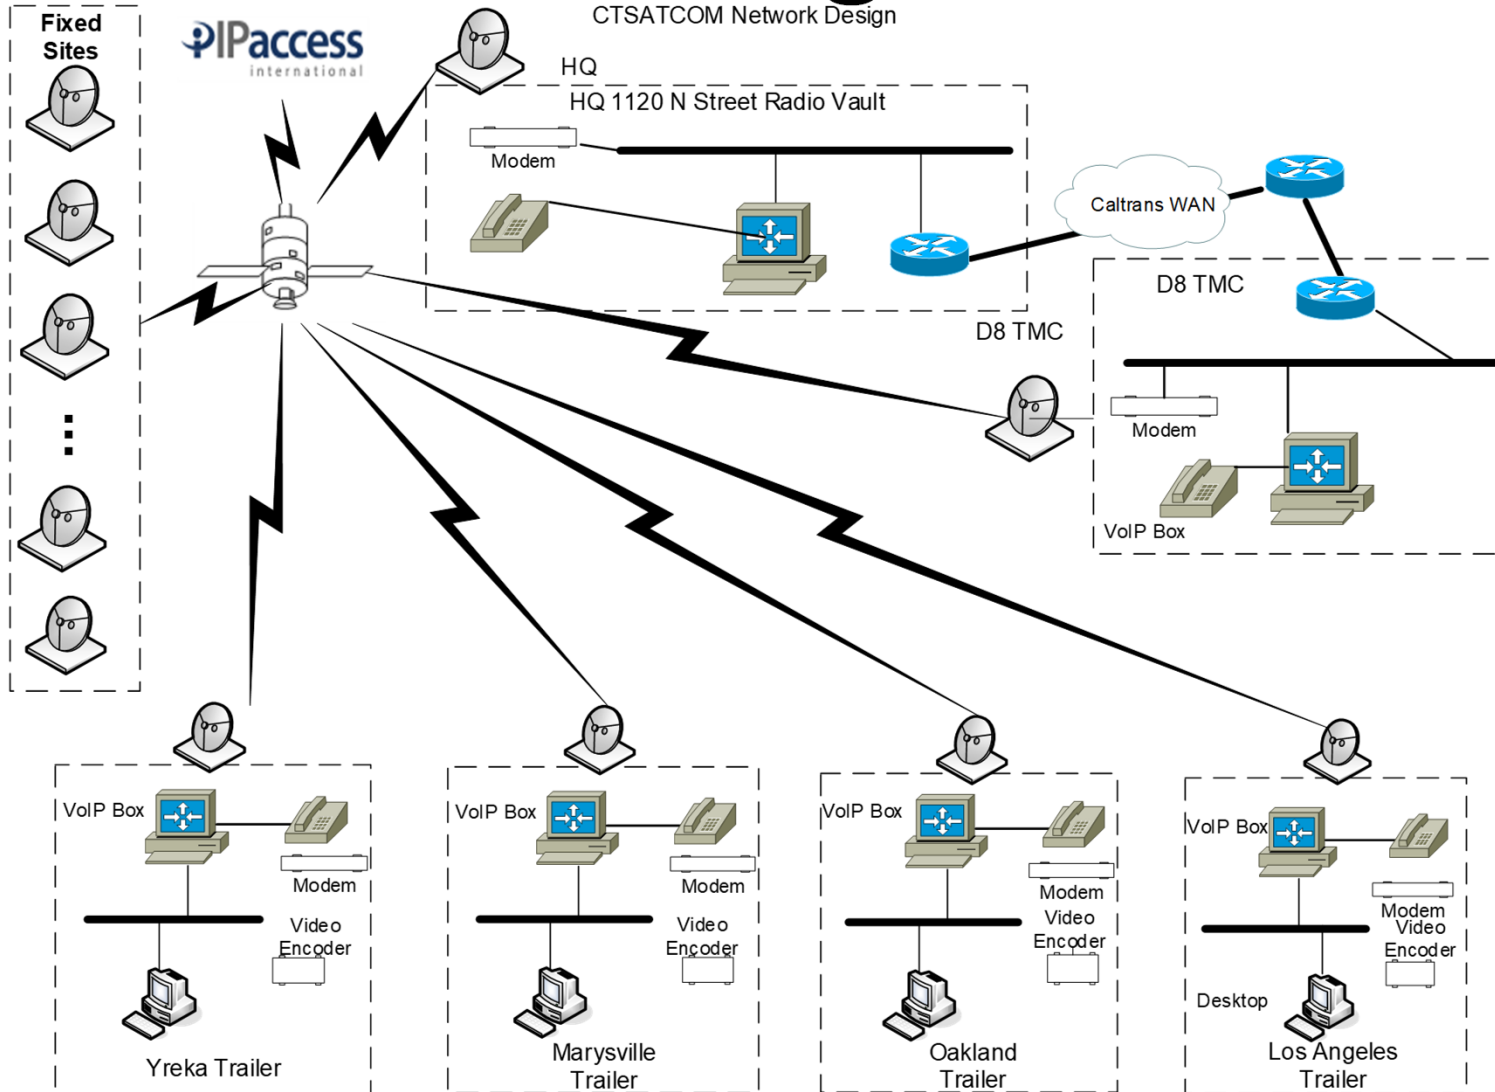 CTSATCOM Network Design
Fixed
Sites
IPaccess
international
HQ
HQ 1120 N Street Radio Vault
Modem
Caltrans WAN
D8 TMC
D8 TMC
Modem
VoIP Box
VoIP Box
Modem
Video
Encoder
Yreka Trailer
VoIP Box
Modem
Video
Encoder
Marysville
Trailer
VoIP Box
Modem
Video
Encoder
Oakland
Trailer
VoIP Box
Modem
Video
Encoder
Desktop
Los Angeles
Trailer